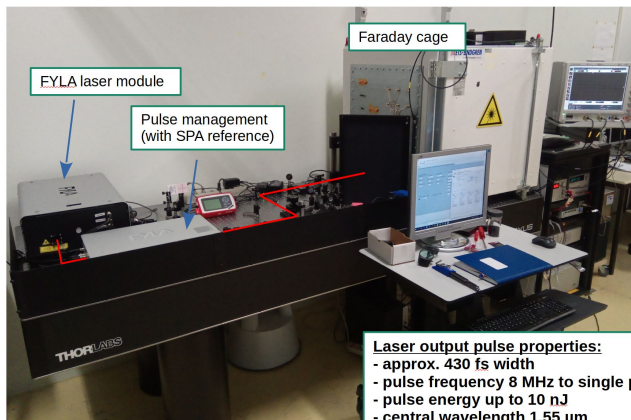 Faraday cage
FYLA laser module
Pulse management
(with SPA reference)
THORLABS
Laser output pulse properties:
- approx. 430 fs width
- pulse frequency 8 MHz to single
- pulse energy up to 10 nJ
- central wavelength 1.55 µm